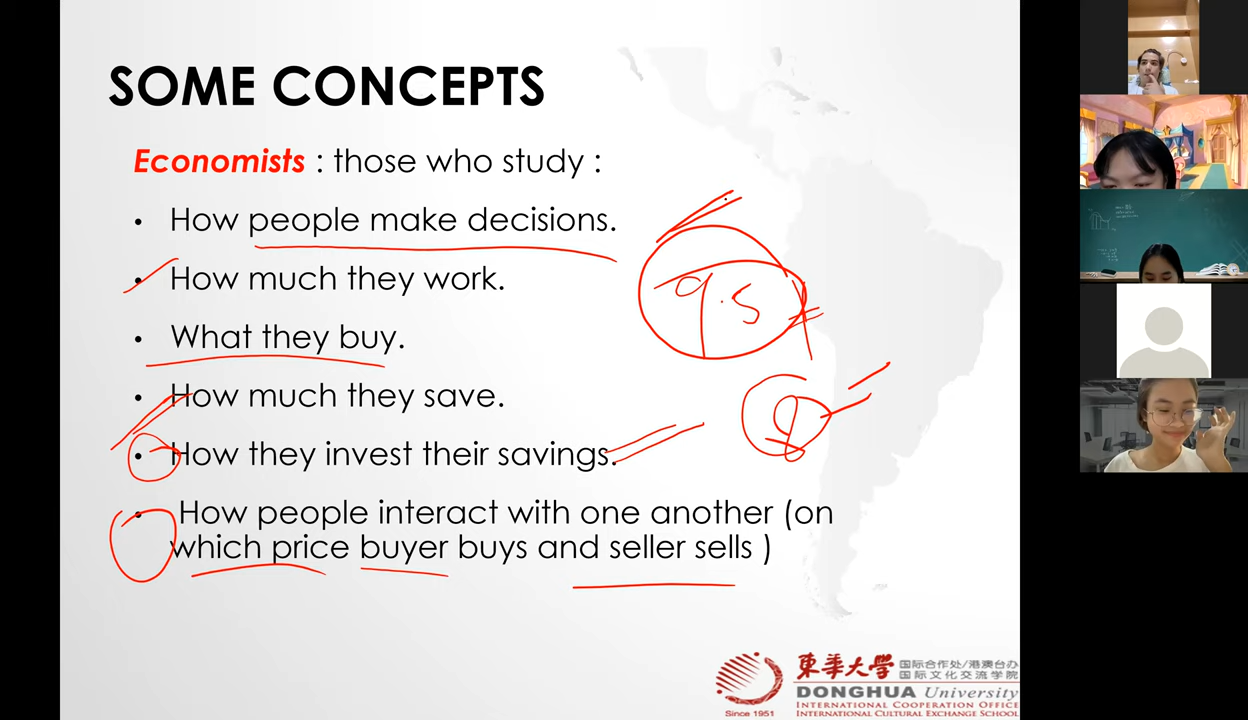 SOME CONCEPTS
Economists : those who study :
• How people make decisions.
• How much they work.
• What they buy.
• How much they save.
• How they invest their savings.
• How people interact with one another (on
which price buyer buys and seller sells )
9.5
8
Since 1951
東华大学
国际合作处/港澳台办
国际文化交流学院
DONGHUA University
INTERNATIONAL COOPERATION OFFICE
INTERNATIONAL CULTURAL EXCHANGE SCHOOL